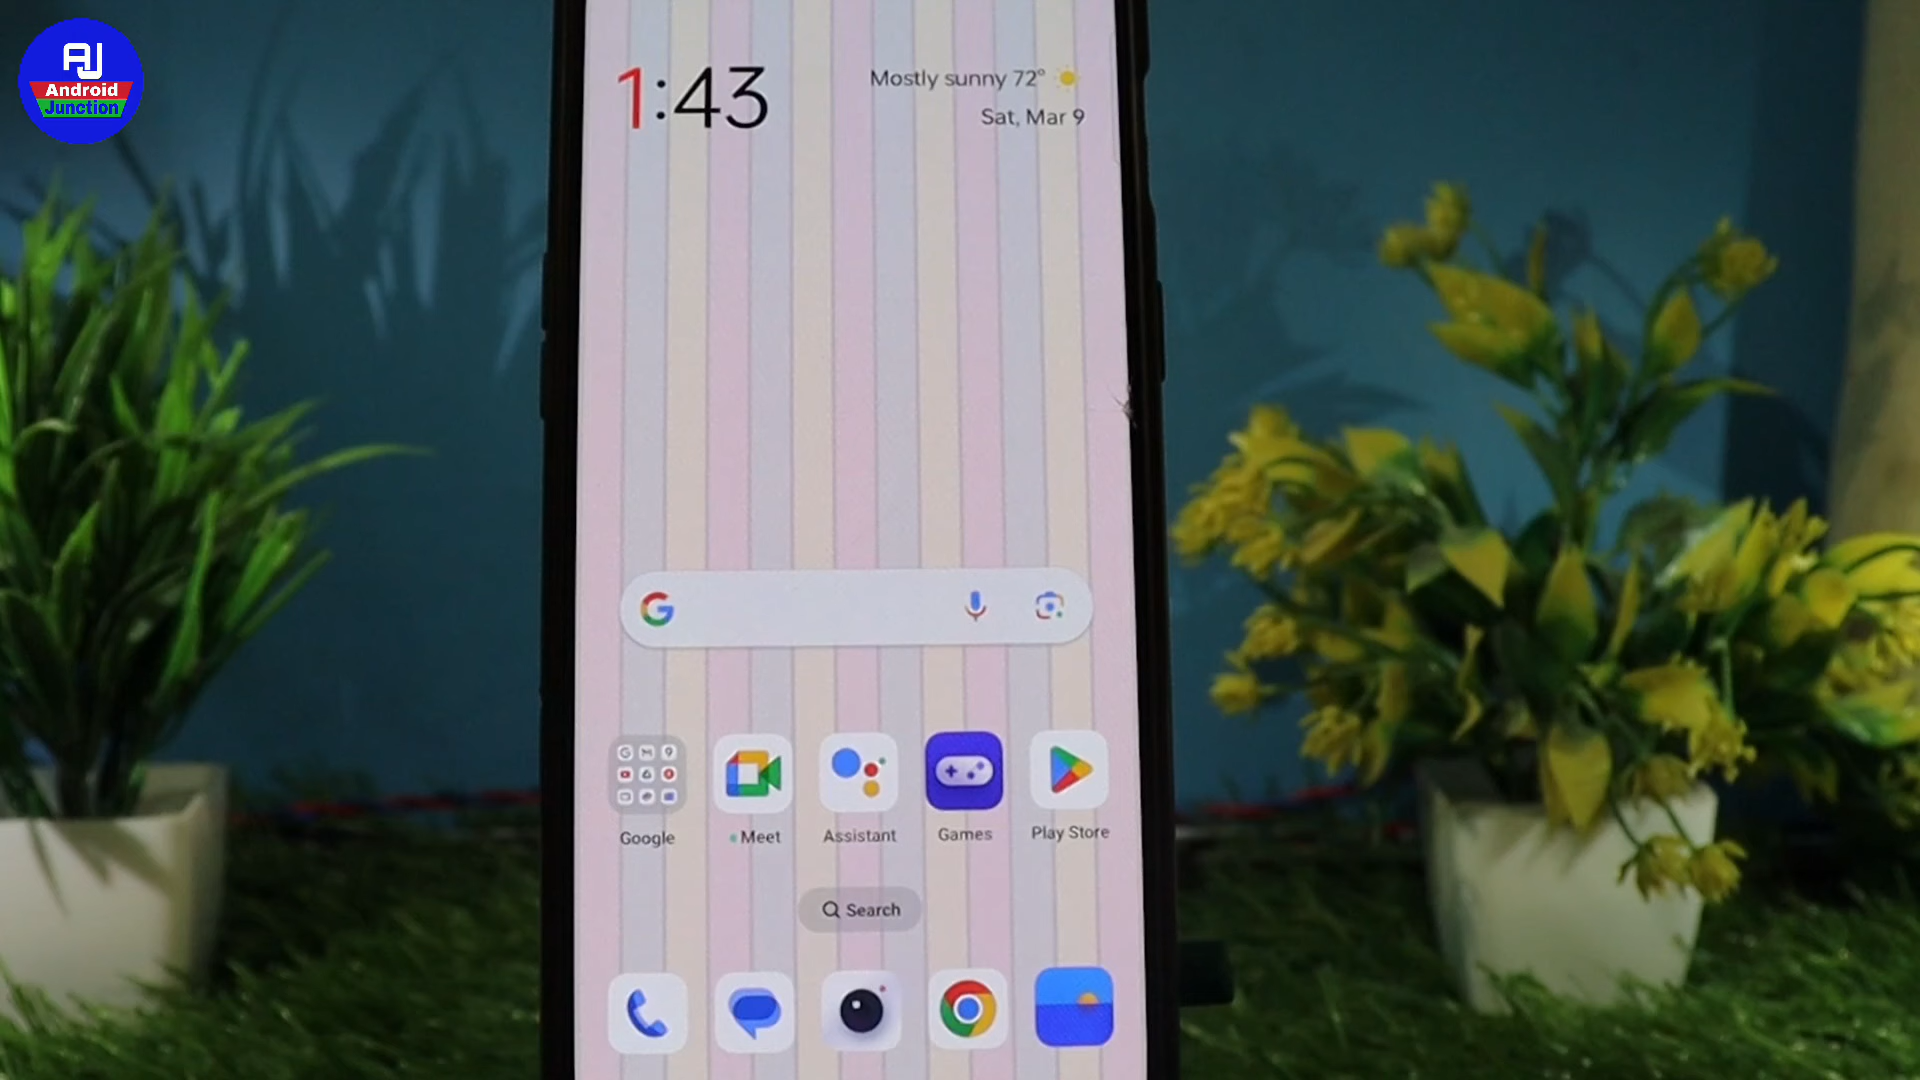 AJ
Android
Junction
1:43
Mostly sunny 72°
Sat, Mar 9
Google
Meet
Assistant
Games
Play Store
Search